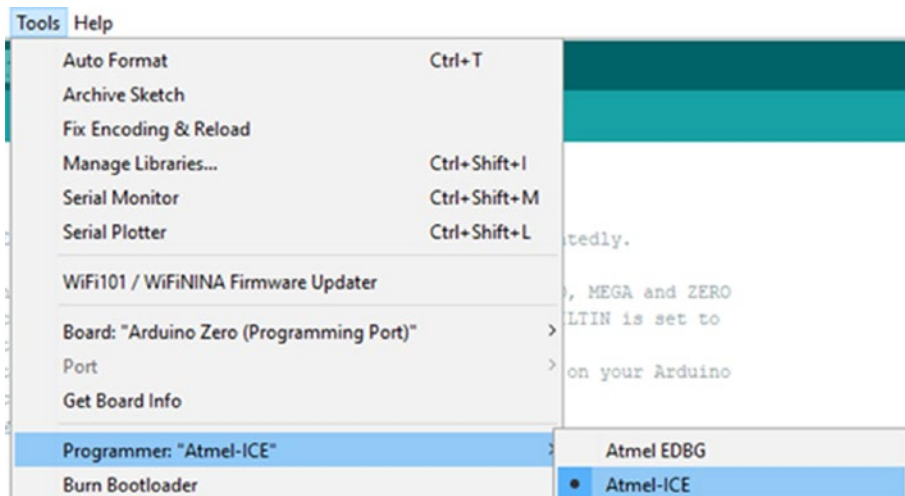 Tools Help
Auto Format Ctrl+T
Archive Sketch
Fix Encoding & Reload
Manage Libraries... Ctrl+Shift+I
Serial Monitor Ctrl+Shift+M
Serial Plotter Ctrl+Shift+L
tedly.
WiFi101 / WiFiNINA Firmware Updater
, MEGA and ZERO
LTIN is set to
Board: "Arduino Zero (Programming Port)"
Port
on your Arduino
Get Board Info
Programmer: "Atmel-ICE" Atmel EDBG
Burn Bootloader Atmel-ICE